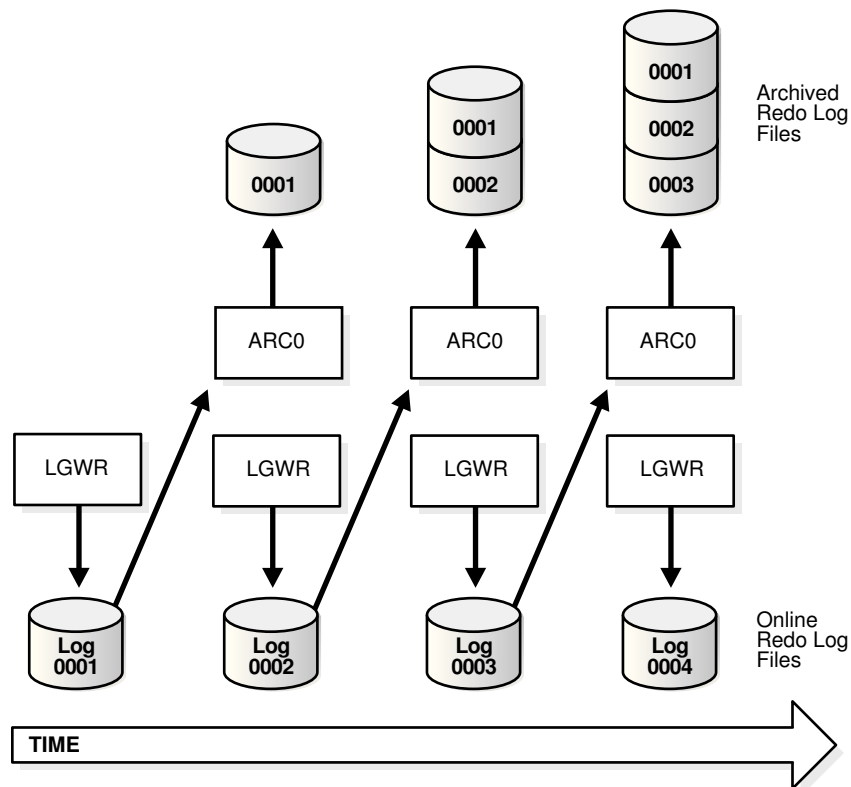 0001
Archived
Redo Log
Files
0001
0002
0001
0002
0003
ARC0
ARC0
ARC0
LGWR
LGWR
LGWR
LGWR
Log
0001
Log
0002
Log
0003
Log
0004
Online
Redo Log
Files
TIME